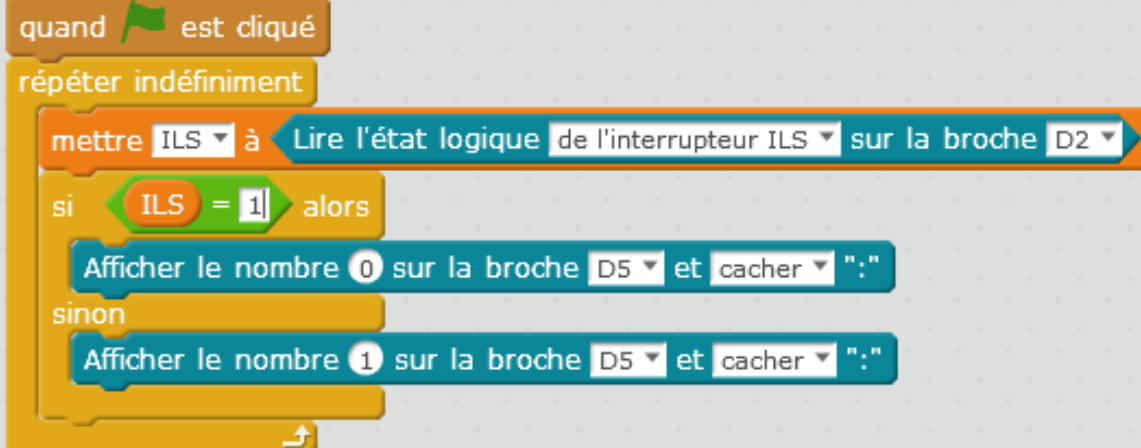 quand est cliqué
répéter indéfiniment
mettre ILS à Lire l'état logique de l'interrupteur ILS sur la broche D2
si ILS = 1 alors
Afficher le nombre 0 sur la broche D5 et cacher ":"
sinon
Afficher le nombre 1 sur la broche D5 et cacher ":"